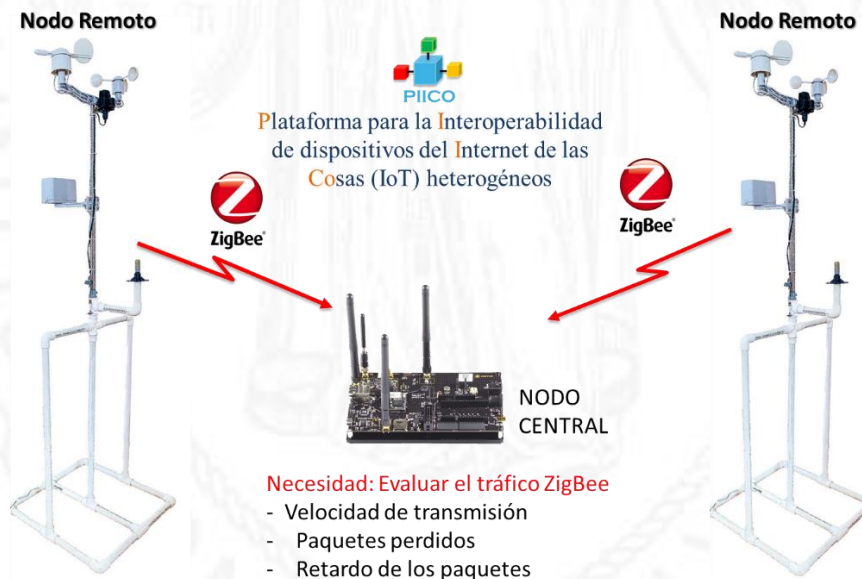 Nodo Remoto
Nodo Remoto
PIICO
Plataforma para la Interoperabilidad
de dispositivos del Internet de las
Cosas (IoT) heterogéneos
ZigBee®
ZigBee®
NODO
CENTRAL
Necesidad: Evaluar el tráfico ZigBee
- Velocidad de transmisión
- Paquetes perdidos
- Retardo de los paquetes